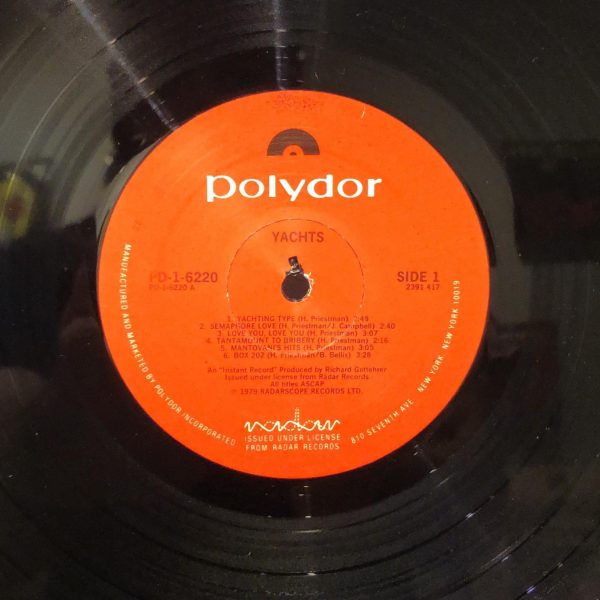 polydor
YACHTS
PD-1-6220
PD-1-6220 A
SIDE 1
2391 417
1. YACHTING TYPE (H. Priestman) 2:49
2. SEMAPHORE LOVE (H. Priestman/J. Campbell) 2:40
3. LOVE YOU, LOVE YOU (H. Priestman) 3:07
4. TANTAMOUNT TO BRIBERY (H. Priestman) 2:16
5. MANTOVANI'S HITS (H. Priestman) 3:05
6. BOX 202 (H. Priestman/B. Bellis) 3:28
An "Instant Record" Produced by Richard Gottehrer
Issued under license from Radar Records
All titles ASCAP
℗ 1979 RADARSCOPE RECORDS LTD.
radar
ISSUED UNDER LICENSE
FROM RADAR RECORDS
MANUFACTURED AND MARKETED BY POLYDOR INCORPORATED
810 SEVENTH AVE. NEW YORK, NEW YORK 10019